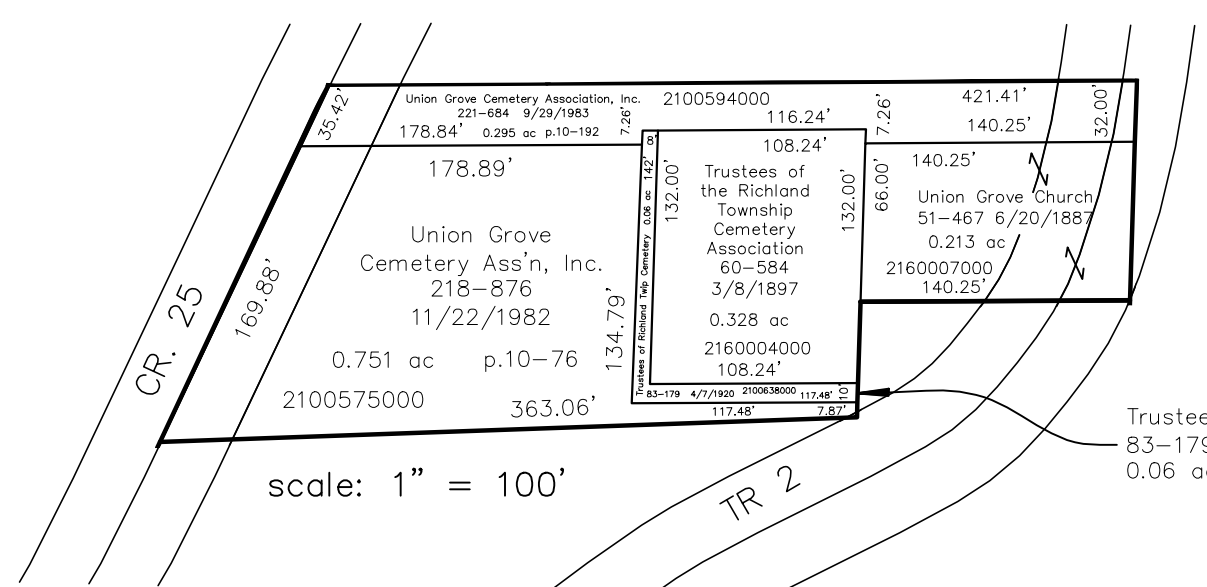 35.42'
Union Grove Cemetery Association, Inc.
221-684 9/29/1983
178.84' 0.295 ac p.10-192
7.26'
2100594000
116.24'
7.26'
421.41'
140.25'
32.00'
178.89'
8'
108.24'
132.00'
Trustees of
the Richland
Township
Cemetery
Association
60-584
3/8/1897
0.328 ac
2160004000
108.24'
132.00'
66.00'
140.25'
Union Grove Church
51-467 6/20/1887
0.213 ac
2160007000
140.25'
Union Grove
Cemetery Ass'n, Inc.
218-876
11/22/1982
0.751 ac p.10-76
2100575000
363.06'
169.88'
134.79'
Trustees of Richland Twip Cemetery 0.06 ac 142'
83-179 4/7/1920 2100638000 117.48' 10'
117.48' 7.87'
CR. 25
TR 2
scale: 1" = 100'
Trustee
83-179
0.06 a